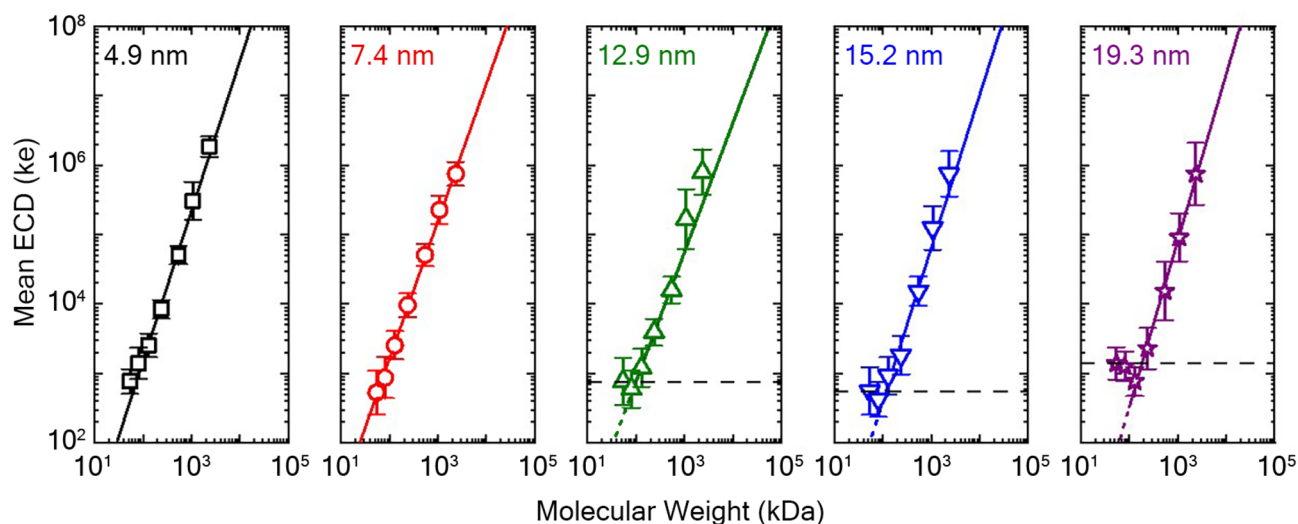 10⁸
10⁶
10⁴
10²
Mean ECD (ke)
4.9 nm
7.4 nm
12.9 nm
15.2 nm
19.3 nm
10¹ 10³ 10⁵
10¹ 10³ 10⁵
10¹ 10³ 10⁵
10¹ 10³ 10⁵
10¹ 10³ 10⁵
Molecular Weight (kDa)